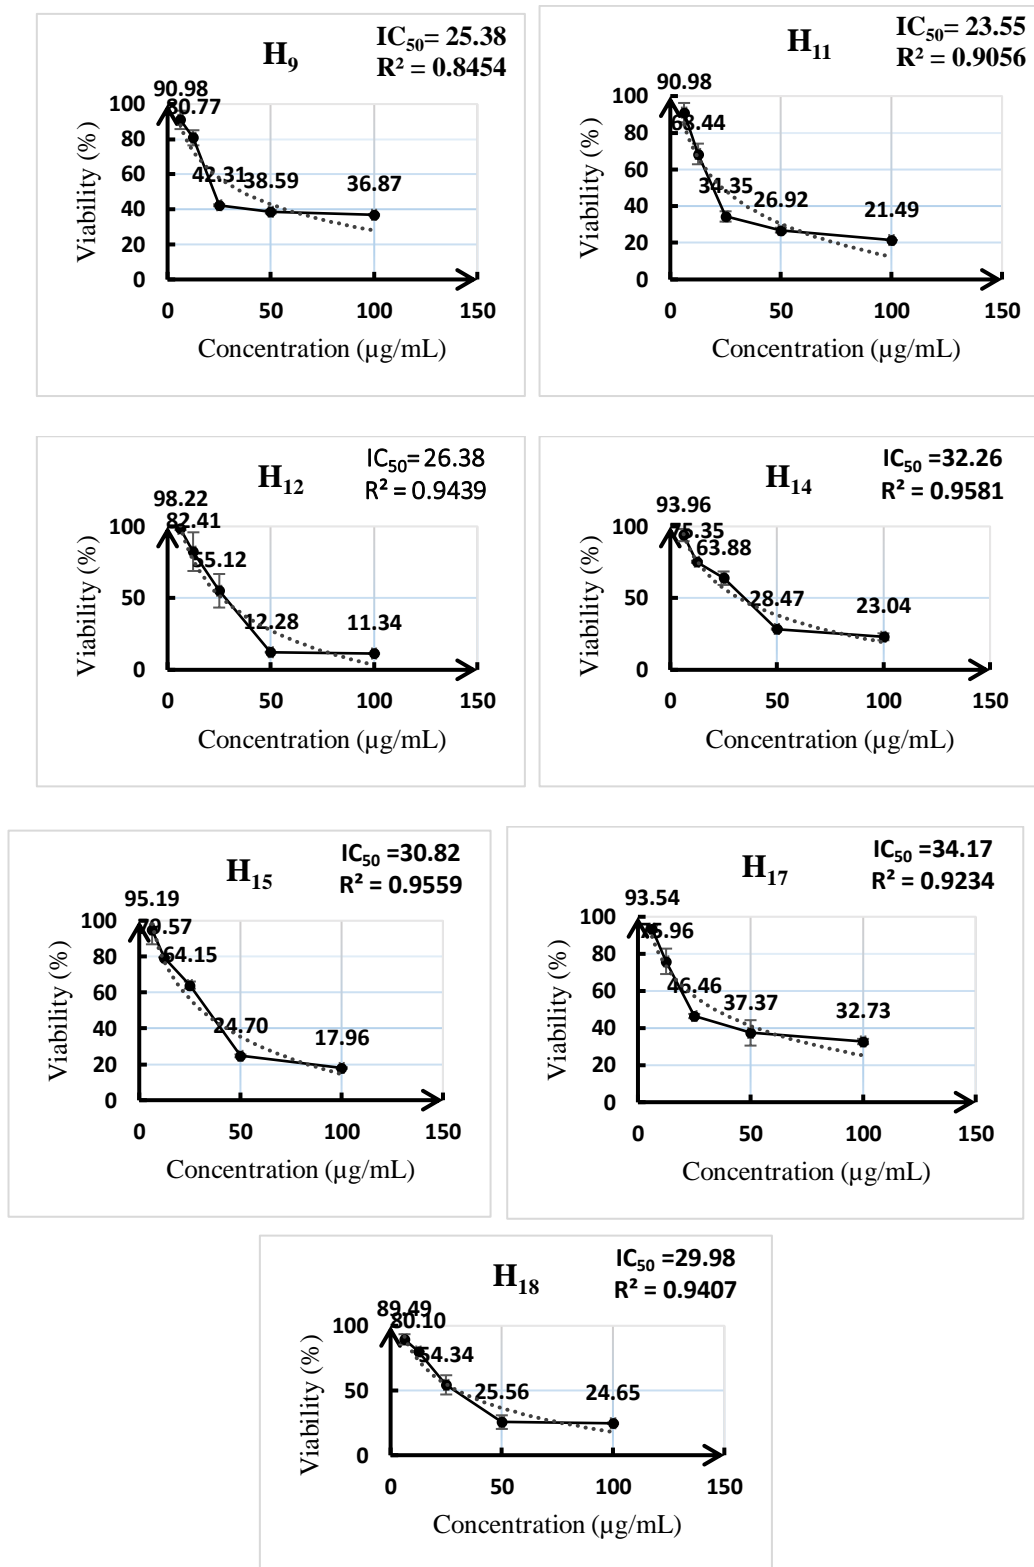 H9
IC50= 25.38
R² = 0.8454
90.98
80.77
42.31
38.59
36.87
100
80
60
40
20
0
0 50 100 150
Viability (%)
Concentration (µg/mL)
H11
IC50= 23.55
R² = 0.9056
90.98
68.44
34.35
26.92
21.49
100
80
60
40
20
0
0 50 100 150
Viability (%)
Concentration (µg/mL)
H12
IC50= 26.38
R² = 0.9439
98.22
82.41
55.12
12.28
11.34
100
50
0
0 50 100 150
Viability (%)
Concentration (µg/mL)
H14
IC50 =32.26
R² = 0.9581
93.96
75.35
63.88
28.47
23.04
100
50
0
0 50 100 150
Viability (%)
Concentration (µg/mL)
H15
IC50 =30.82
R² = 0.9559
95.19
79.57
64.15
24.70
17.96
100
80
60
40
20
0
0 50 100 150
Viability (%)
Concentration (µg/mL)
H17
IC50 =34.17
R² = 0.9234
93.54
75.96
46.46
37.37
32.73
100
80
60
40
20
0
0 50 100 150
Viability (%)
Concentration (µg/mL)
H18
IC50 =29.98
R² = 0.9407
89.49
80.10
54.34
25.56
24.65
100
50
0
0 50 100 150
Viability (%)
Concentration (µg/mL)